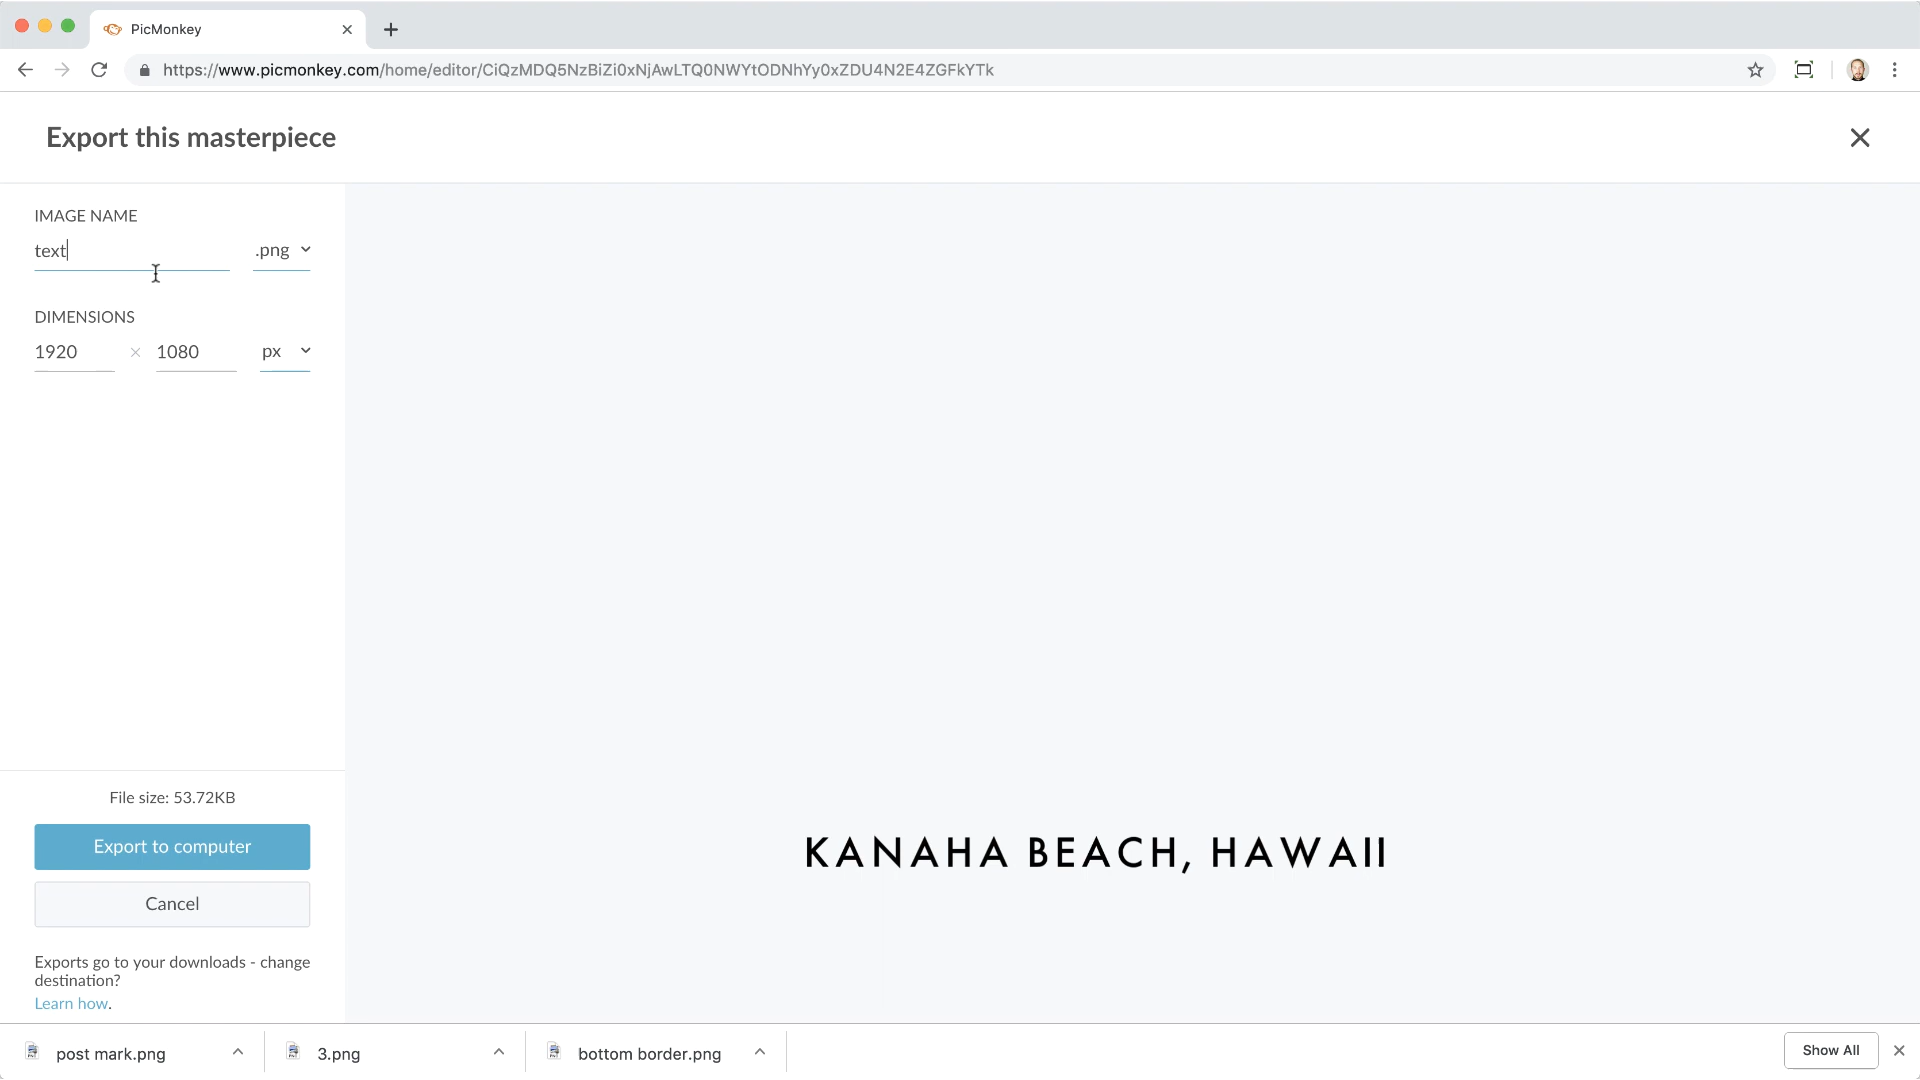 PicMonkey
https://www.picmonkey.com/home/editor/CiQzMDQ5NzBiZi0xNjAwLTQ0NWYtODNhYy0xZDU4N2E4ZGFkYTk
Export this masterpiece
IMAGE NAME
text .png
DIMENSIONS
1920 × 1080 px
KANAHA BEACH, HAWAII
File size: 53.72KB
Export to computer
Cancel
Exports go to your downloads - change
destination?
Learn how.
post mark.png 3.png bottom border.png Show All